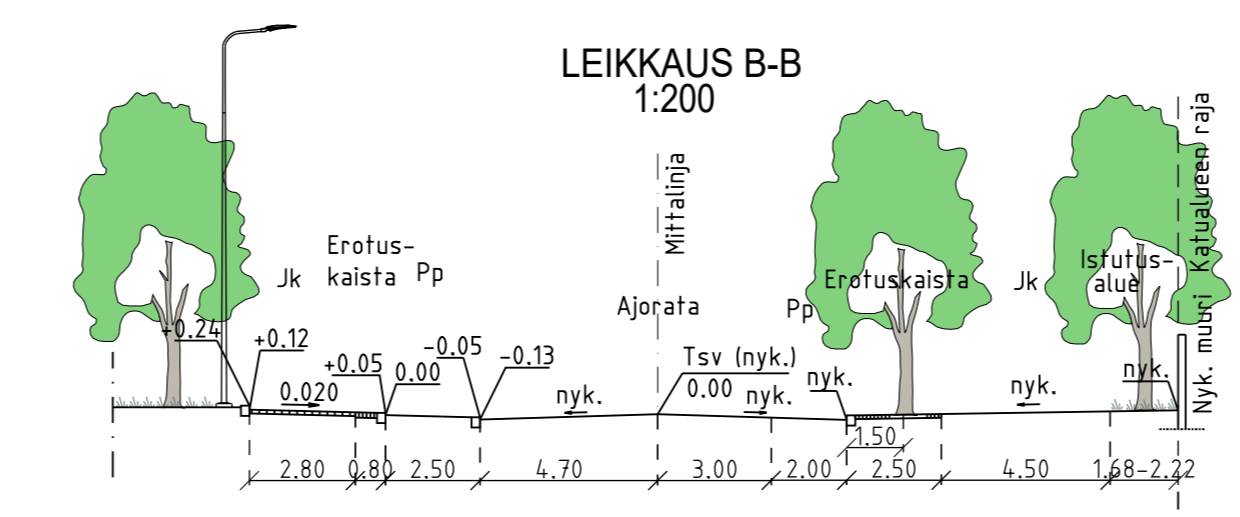 LEIKKAUS B-B
1:200
Mittalinja
Nyk. muuri
Katualueen raja
Erotus-
kaista
Jk
Pp
Ajorata
Pp
Erotuskaista
Jk
Istutus-
alue
+0.24
+0.12
0.020
+0.05
0.00
-0.05
-0.13
nyk.
Tsv (nyk.)
0.00
nyk.
nyk.
nyk.
nyk.
1.50
2.80
0.80
2.50
4.70
3.00
2.00
2.50
4.50
1.68-2.22